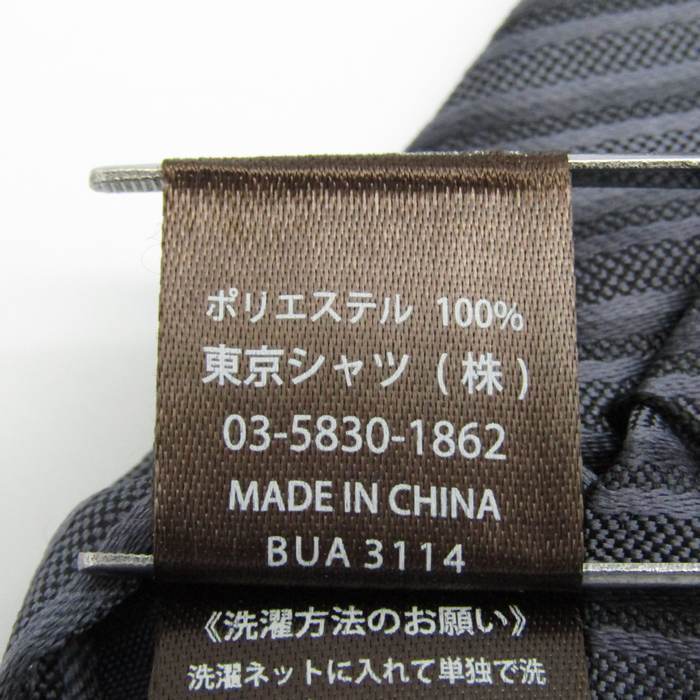 ポリエステル 100%
東京シャツ (株)
03-5830-1862
MADE IN CHINA
BUA 3114
《洗濯方法のお願い》
洗濯ネットに入れて単独で洗